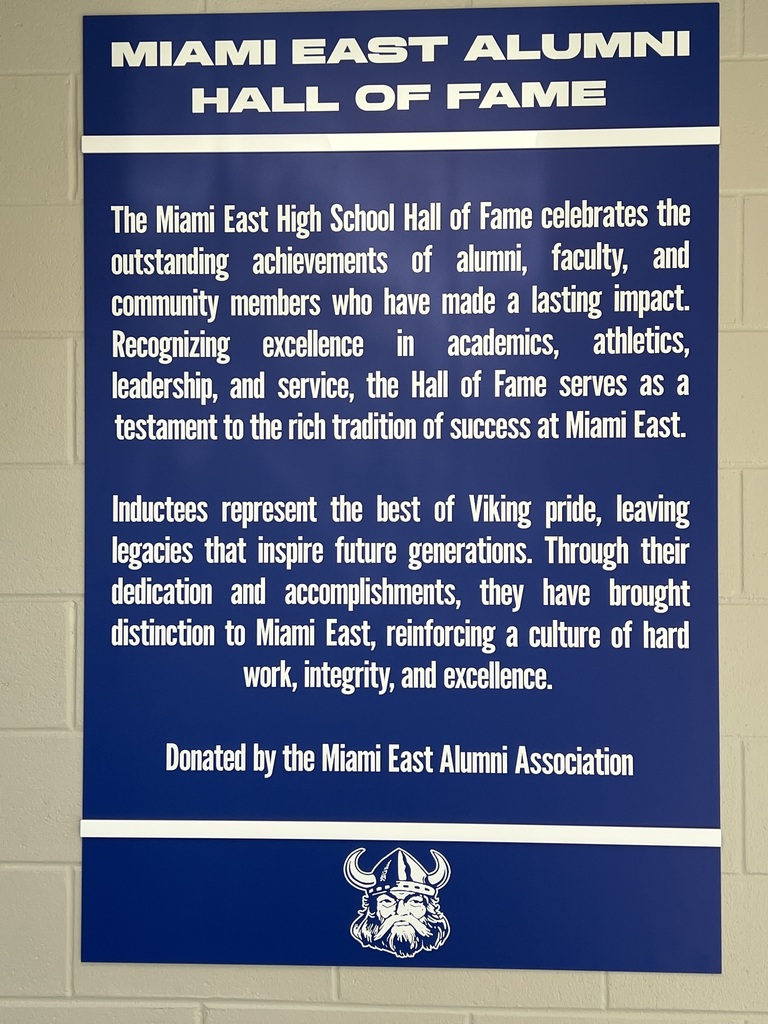 MIAMI EAST ALUMNI
HALL OF FAME
The Miami East High School Hall of Fame celebrates the
outstanding achievements of alumni, faculty, and
community members who have made a lasting impact.
Recognizing excellence in academics, athletics,
leadership, and service, the Hall of Fame serves as a
testament to the rich tradition of success at Miami East.
Inductees represent the best of Viking pride, leaving
legacies that inspire future generations. Through their
dedication and accomplishments, they have brought
distinction to Miami East, reinforcing a culture of hard
work, integrity, and excellence.
Donated by the Miami East Alumni Association